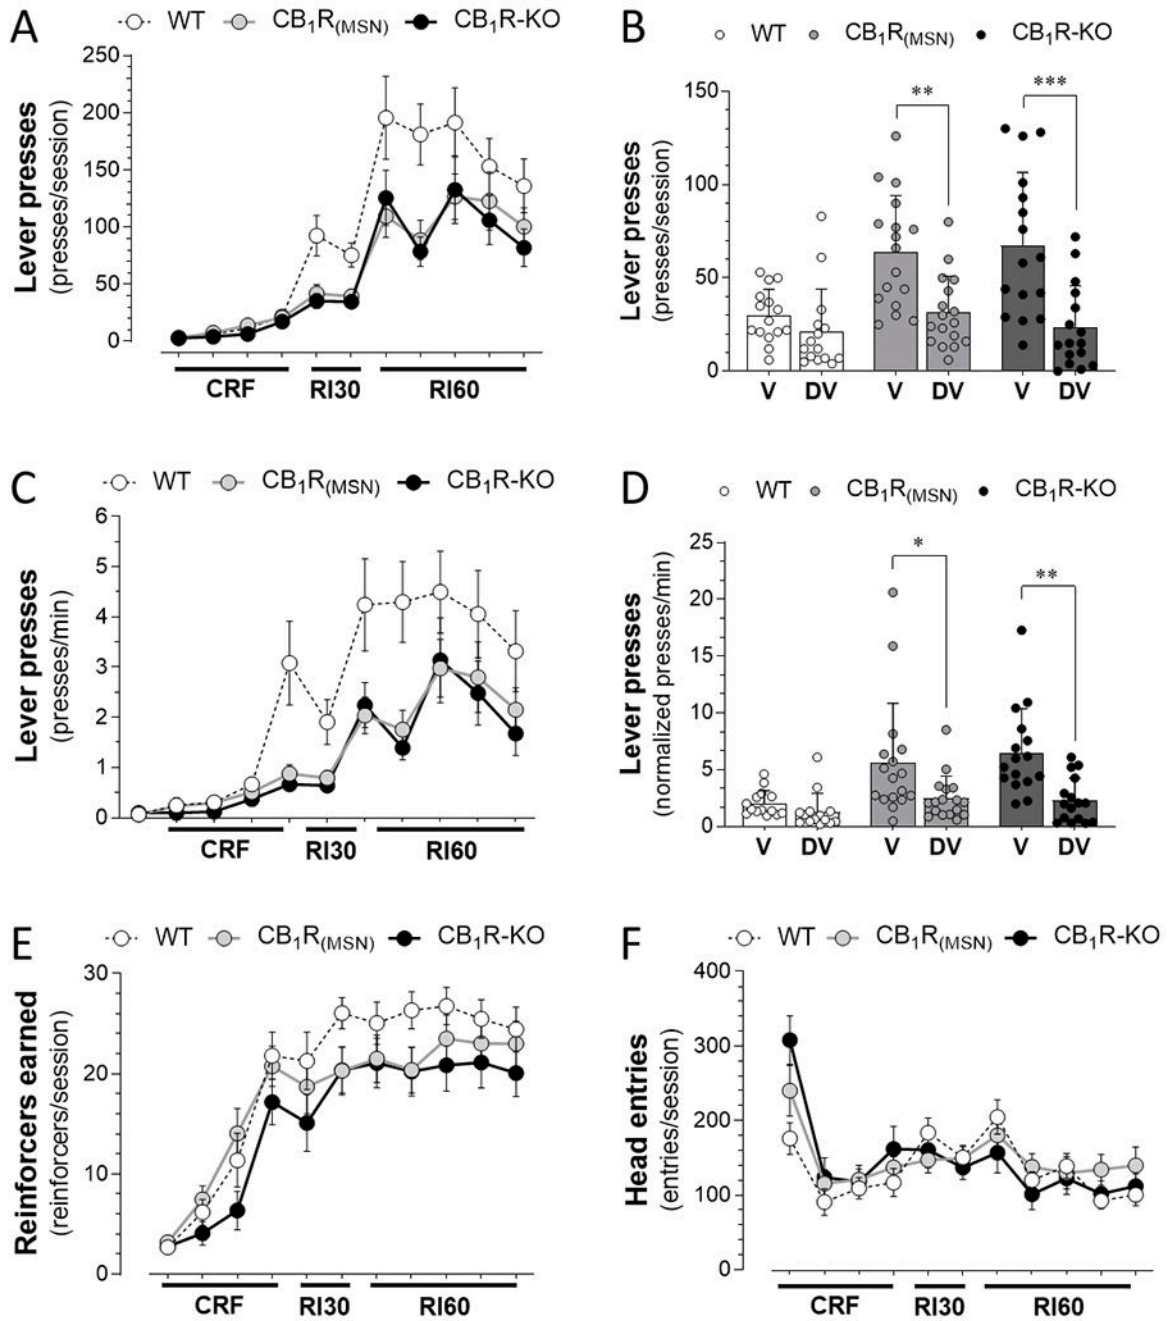 A
WT CB₁R(MSN) CB₁R-KO
Lever presses
(presses/session)
250
200
150
100
50
0
CRF RI30 RI60
B
WT CB₁R(MSN) CB₁R-KO
Lever presses
(presses/session)
150
100
50
0
** ***
V DV V DV V DV
C
WT CB₁R(MSN) CB₁R-KO
Lever presses
(presses/min)
6
5
4
3
2
1
0
CRF RI30 RI60
D
WT CB₁R(MSN) CB₁R-KO
Lever presses
(normalized presses/min)
25
20
15
10
5
0
* **
V DV V DV V DV
E
WT CB₁R(MSN) CB₁R-KO
Reinforcers earned
(reinforcers/session)
30
20
10
0
CRF RI30 RI60
F
WT CB₁R(MSN) CB₁R-KO
Head entries
(entries/session)
400
300
200
100
0
CRF RI30 RI60